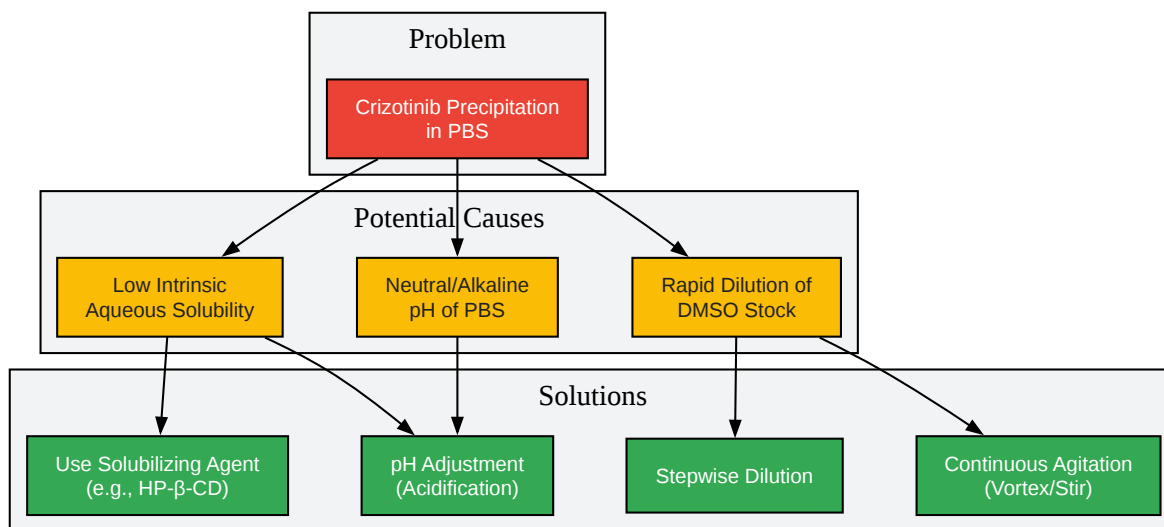 Problem
Crizotinib Precipitation
in PBS
Potential Causes
Low Intrinsic
Aqueous Solubility
Neutral/Alkaline
pH of PBS
Rapid Dilution of
DMSO Stock
Solutions
Use Solubilizing Agent
(e.g., HP-β-CD)
pH Adjustment
(Acidification)
Stepwise Dilution
Continuous Agitation
(Vortex/Stir)